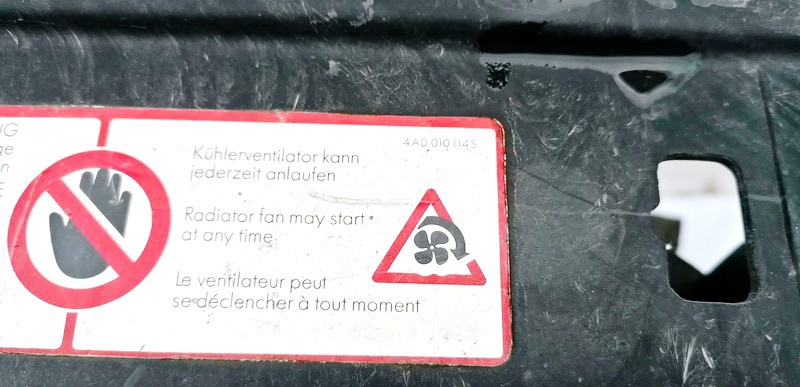 4A0 010 114 S
Kühlerventilator kann
jederzeit anlaufen
Radiator fan may start
at any time
Le ventilateur peut
se déclencher à tout moment